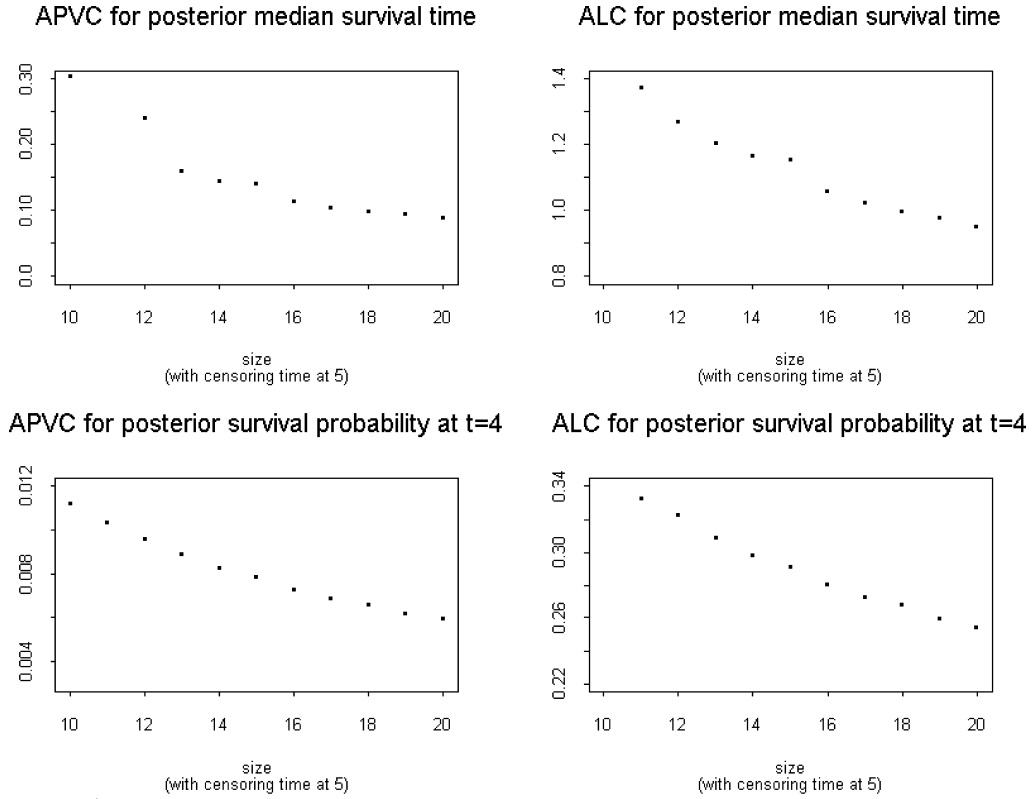 APVC for posterior median survival time
0.30
0.20
0.10
0.0
10 12 14 16 18 20
size
(with censoring time at 5)
ALC for posterior median survival time
1.4
1.2
1.0
0.8
10 12 14 16 18 20
size
(with censoring time at 5)
APVC for posterior survival probability at t=4
0.012
0.008
0.004
10 12 14 16 18 20
size
(with censoring time at 5)
ALC for posterior survival probability at t=4
0.34
0.30
0.26
0.22
10 12 14 16 18 20
size
(with censoring time at 5)